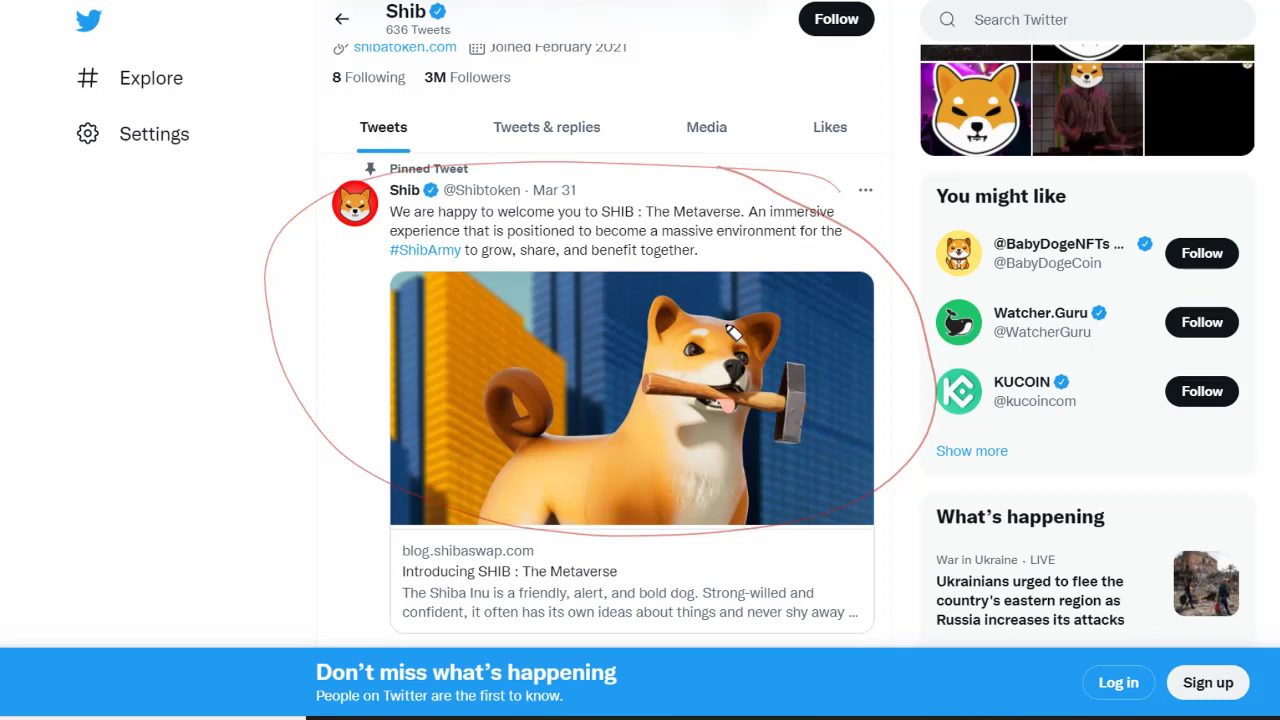 Shib
636 Tweets
Follow
Search Twitter
Explore
Settings
shibatoken.com Joined February 2021
8 Following 3M Followers
Tweets Tweets & replies Media Likes
Pinned Tweet
Shib @Shibtoken · Mar 31
We are happy to welcome you to SHIB : The Metaverse. An immersive
experience that is positioned to become a massive environment for the
#ShibArmy to grow, share, and benefit together.
blog.shibaswap.com
Introducing SHIB : The Metaverse
The Shiba Inu is a friendly, alert, and bold dog. Strong-willed and
confident, it often has its own ideas about things and never shy away ...
You might like
@BabyDogeNFTs ...
@BabyDogeCoin
Follow
Watcher.Guru
@WatcherGuru
Follow
KUCOIN
@kucoincom
Follow
Show more
What's happening
War in Ukraine · LIVE
Ukrainians urged to flee the
country's eastern region as
Russia increases its attacks
Don't miss what's happening
People on Twitter are the first to know.
Log in
Sign up